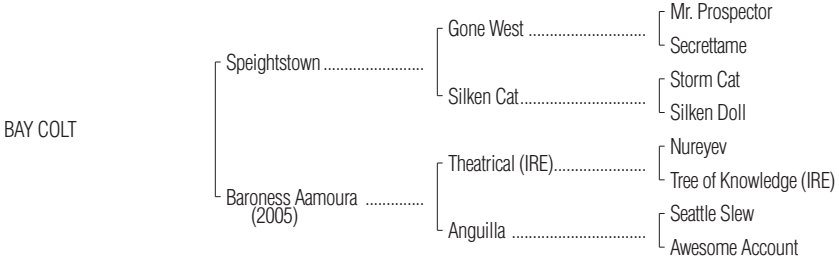 Mr. Prospector
Gone West ..............................
Secrettame
Speightstown ........................
Storm Cat
Silken Cat................................
Silken Doll
BAY COLT
Nureyev
Theatrical (IRE).......................
Tree of Knowledge (IRE)
Baroness Aamoura ..............
(2005)
Seattle Slew
Anguilla ..................................
Awesome Account